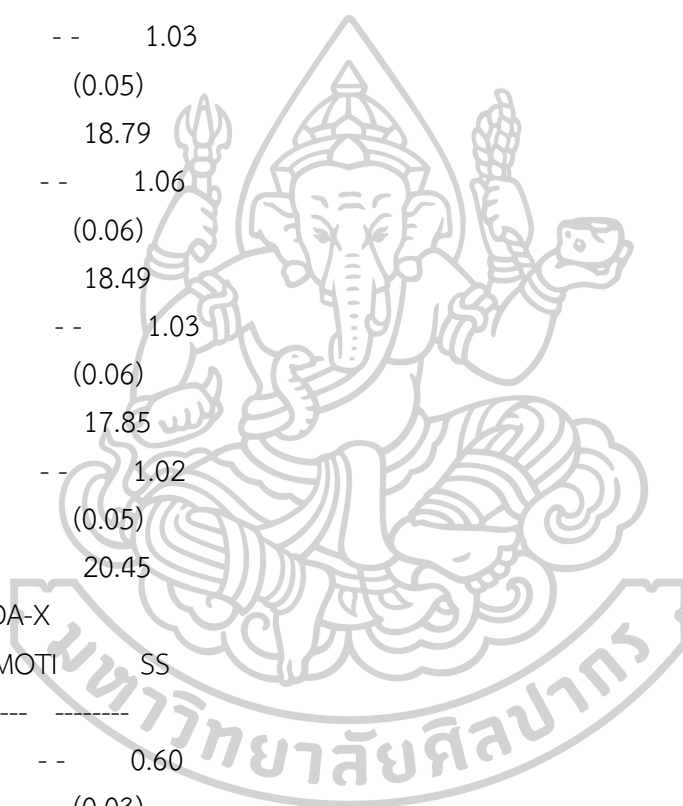 - - 1.03
(0.05)
18.79
- - 1.06
(0.06)
18.49
- - 1.03
(0.06)
17.85
- - 1.02
(0.05)
20.45
DA-X
MOTI SS
--- --------
- - 0.60
(0.03)
มหาวิทยาลัยศิลปากร